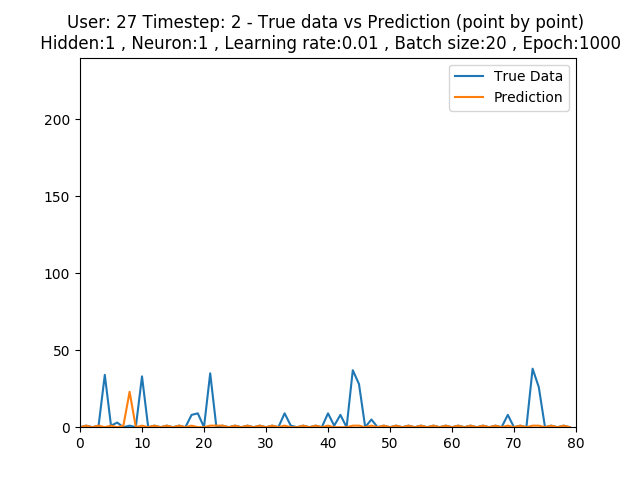 User: 27 Timestep: 2 - True data vs Prediction (point by point)
Hidden:1 , Neuron:1 , Learning rate:0.01 , Batch size:20 , Epoch:1000
True Data
Prediction
200
150
100
50
0
0 10 20 30 40 50 60 70 80